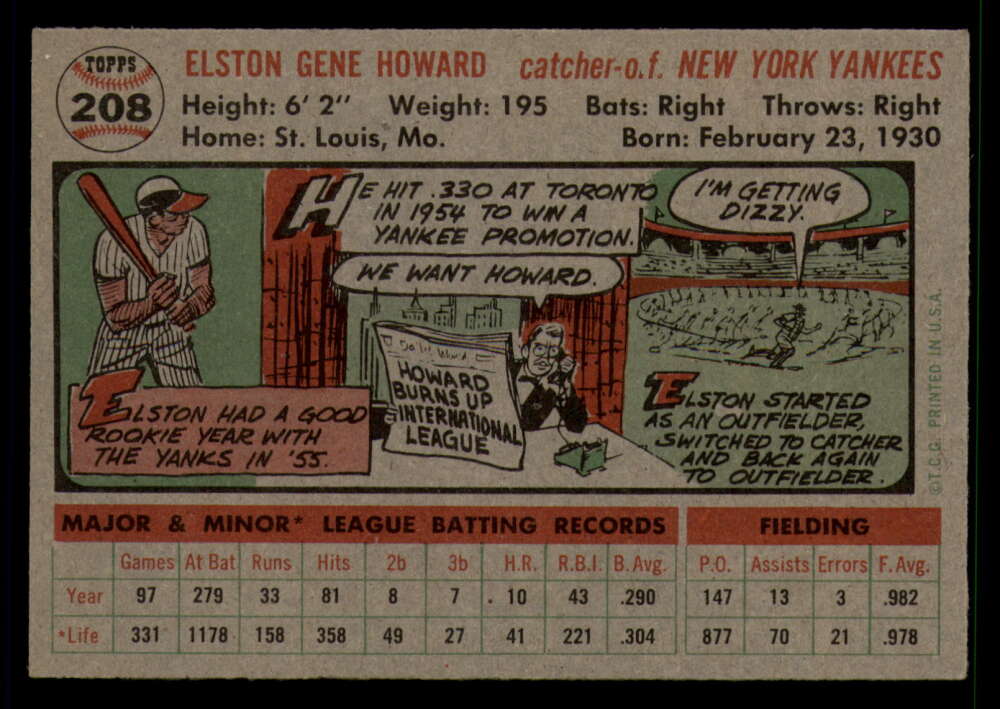 TOPPS
208
ELSTON GENE HOWARD catcher-o.f. NEW YORK YANKEES
Height: 6' 2" Weight: 195 Bats: Right Throws: Right
Home: St. Louis, Mo. Born: February 23, 1930
HE HIT .330 AT TORONTO
IN 1954 TO WIN A
YANKEE PROMOTION.
WE WANT HOWARD.
HOWARD
BURNS UP
INTERNATIONAL
LEAGUE
I'M GETTING
DIZZY.
ELSTON HAD A GOOD
ROOKIE YEAR WITH
THE YANKS IN '55.
ELSTON STARTED
AS AN OUTFIELDER,
SWITCHED TO CATCHER
AND BACK AGAIN
TO OUTFIELDER.
©T.C.G. PRINTED IN U.S.A.
MAJOR & MINOR* LEAGUE BATTING RECORDS FIELDING
Games At Bat Runs Hits 2b 3b H.R. R.B.I. B.Avg. P.O. Assists Errors F.Avg.
Year 97 279 33 81 8 7 10 43 .290 147 13 3 .982
*Life 331 1178 158 358 49 27 41 221 .304 877 70 21 .978